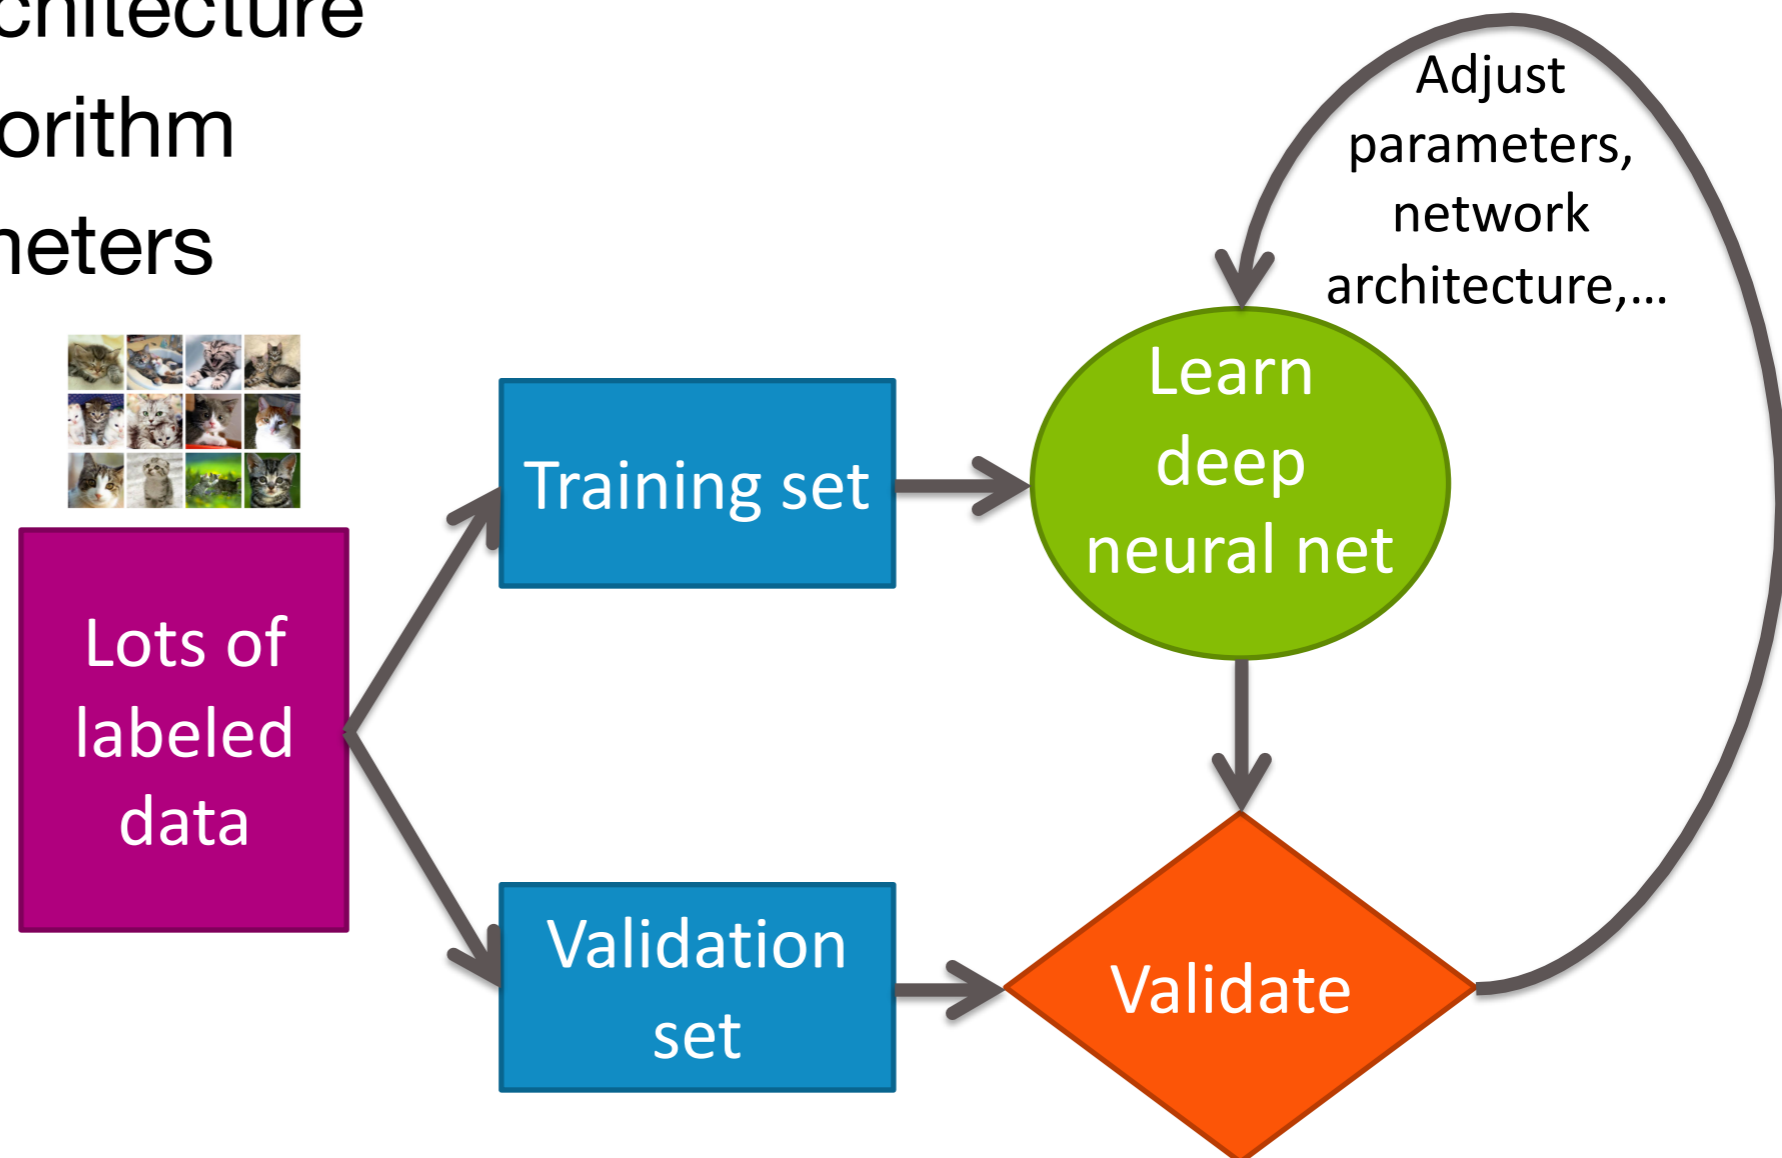 chitecture
orithm
neters
Adjust
parameters,
network
architecture,...
Learn
deep
neural net
Training set
Lots of
labeled
data
Validation
set
Validate